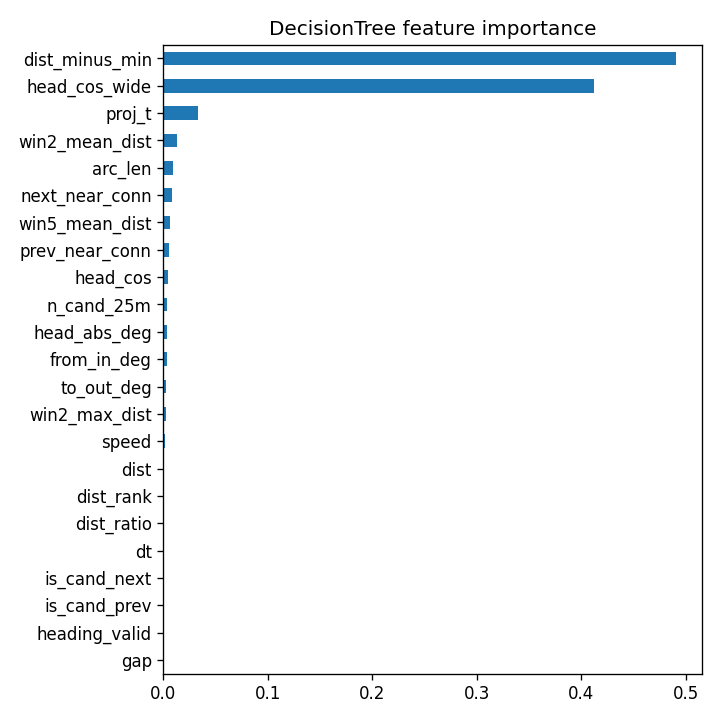 DecisionTree feature importance
dist_minus_min
head_cos_wide
proj_t
win2_mean_dist
arc_len
next_near_conn
win5_mean_dist
prev_near_conn
head_cos
n_cand_25m
head_abs_deg
from_in_deg
to_out_deg
win2_max_dist
speed
dist
dist_rank
dist_ratio
dt
is_cand_next
is_cand_prev
heading_valid
gap
0.0 0.1 0.2 0.3 0.4 0.5